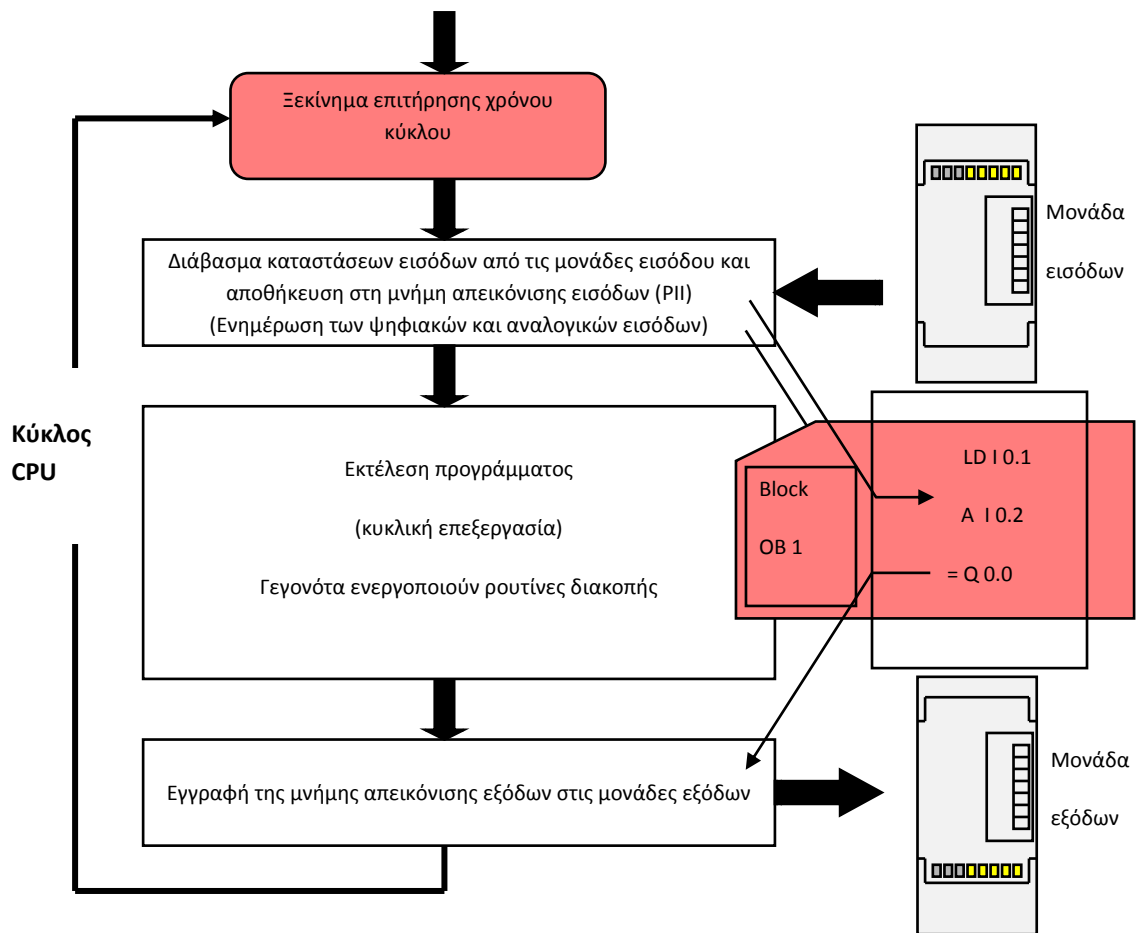 Ξεκίνημα επιτήρησης χρόνου
κύκλου
Μονάδα
εισόδων
Διάβασμα καταστάσεων εισόδων από τις μονάδες εισόδου και
αποθήκευση στη μνήμη απεικόνισης εισόδων (PII)
(Ενημέρωση των ψηφιακών και αναλογικών εισόδων)
Κύκλος
CPU
Εκτέλεση προγράμματος
(κυκλική επεξεργασία)
Γεγονότα ενεργοποιούν ρουτίνες διακοπής
Block
OB 1
LD I 0.1
A I 0.2
= Q 0.0
Εγγραφή της μνήμης απεικόνισης εξόδων στις μονάδες εξόδων
Μονάδα
εξόδων